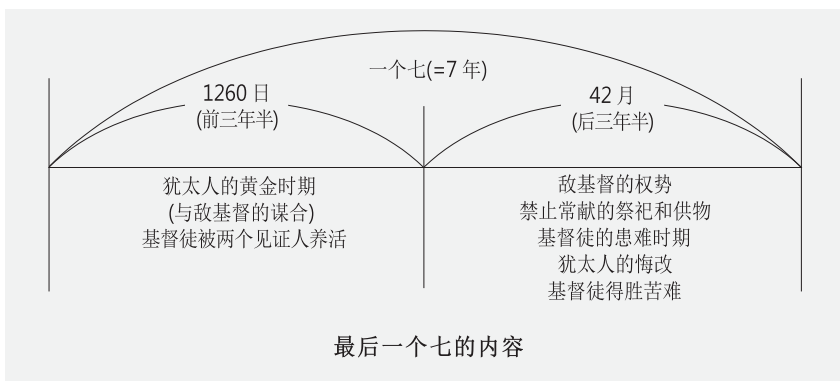 一个七(=7 年)
1260 日
(前三年半)
42 月
(后三年半)
犹太人的黄金时期
(与敌基督的谋合)
基督徒被两个见证人养活
敌基督的权势
禁止常献的祭祀和供物
基督徒的患难时期
犹太人的悔改
基督徒得胜苦难
最后一个七的内容